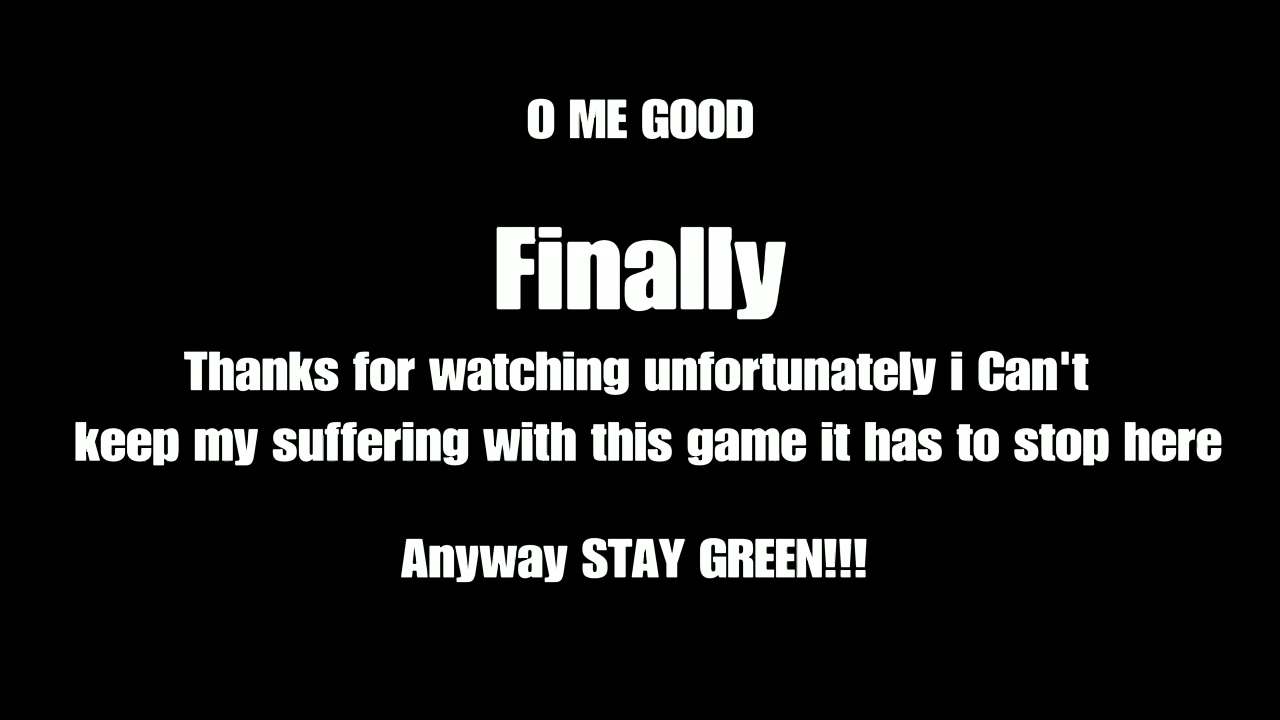 O ME GOOD
Finally
Thanks for watching unfortunately i Can't
keep my suffering with this game it has to stop here
Anyway STAY GREEN!!!